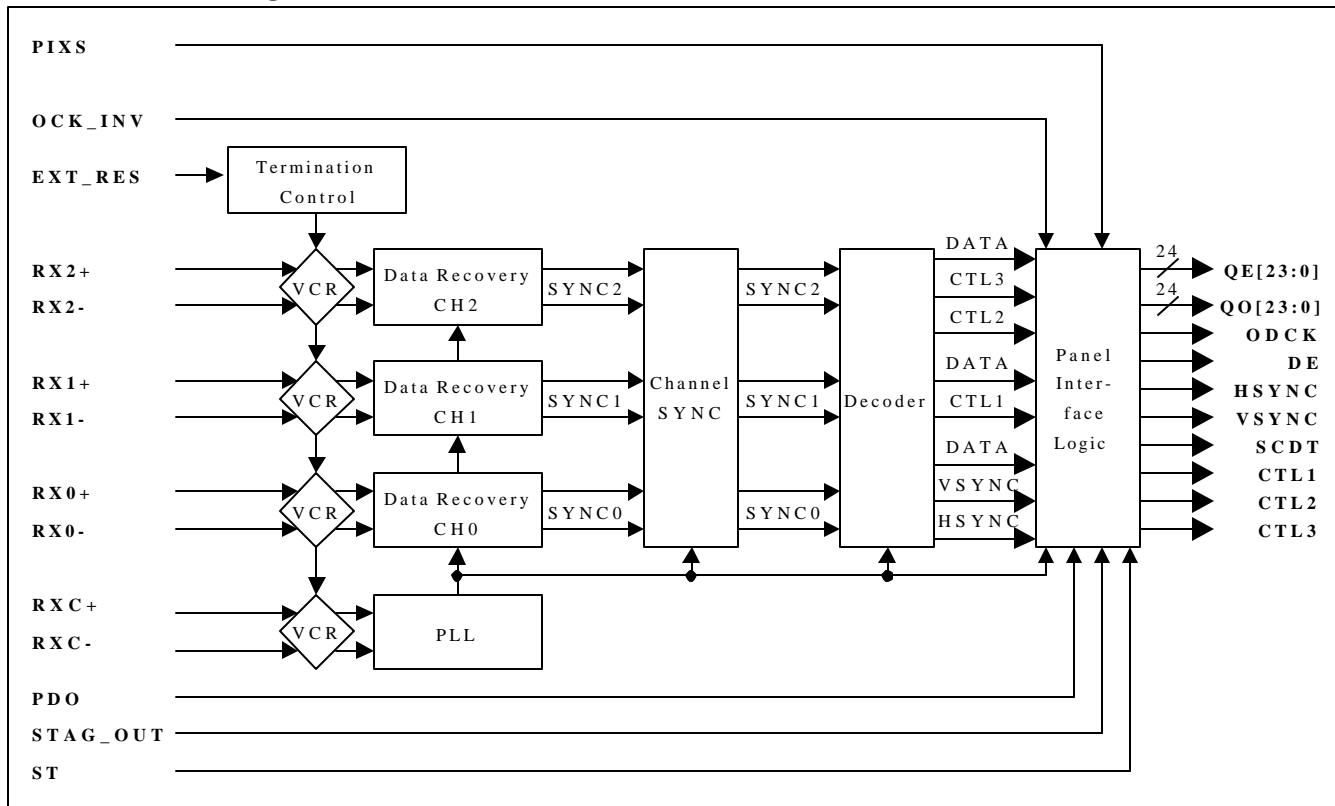 PIXS
OCK_INV
EXT_RES
Termination
Control
RX2+
RX2-
RX1+
RX1-
RX0+
RX0-
RXC+
RXC-
PDO
STAG_OUT
ST
VCR
VCR
VCR
VCR
Data Recovery
CH2
Data Recovery
CH1
Data Recovery
CH0
PLL
SYNC2
SYNC1
SYNC0
Channel
SYNC
SYNC2
SYNC1
SYNC0
Decoder
DATA
CTL3
CTL2
DATA
CTL1
DATA
VSYNC
HSYNC
Panel
Inter-
face
Logic
24
24
QE[23:0]
QO[23:0]
ODCK
DE
HSYNC
VSYNC
SCDT
CTL1
CTL2
CTL3